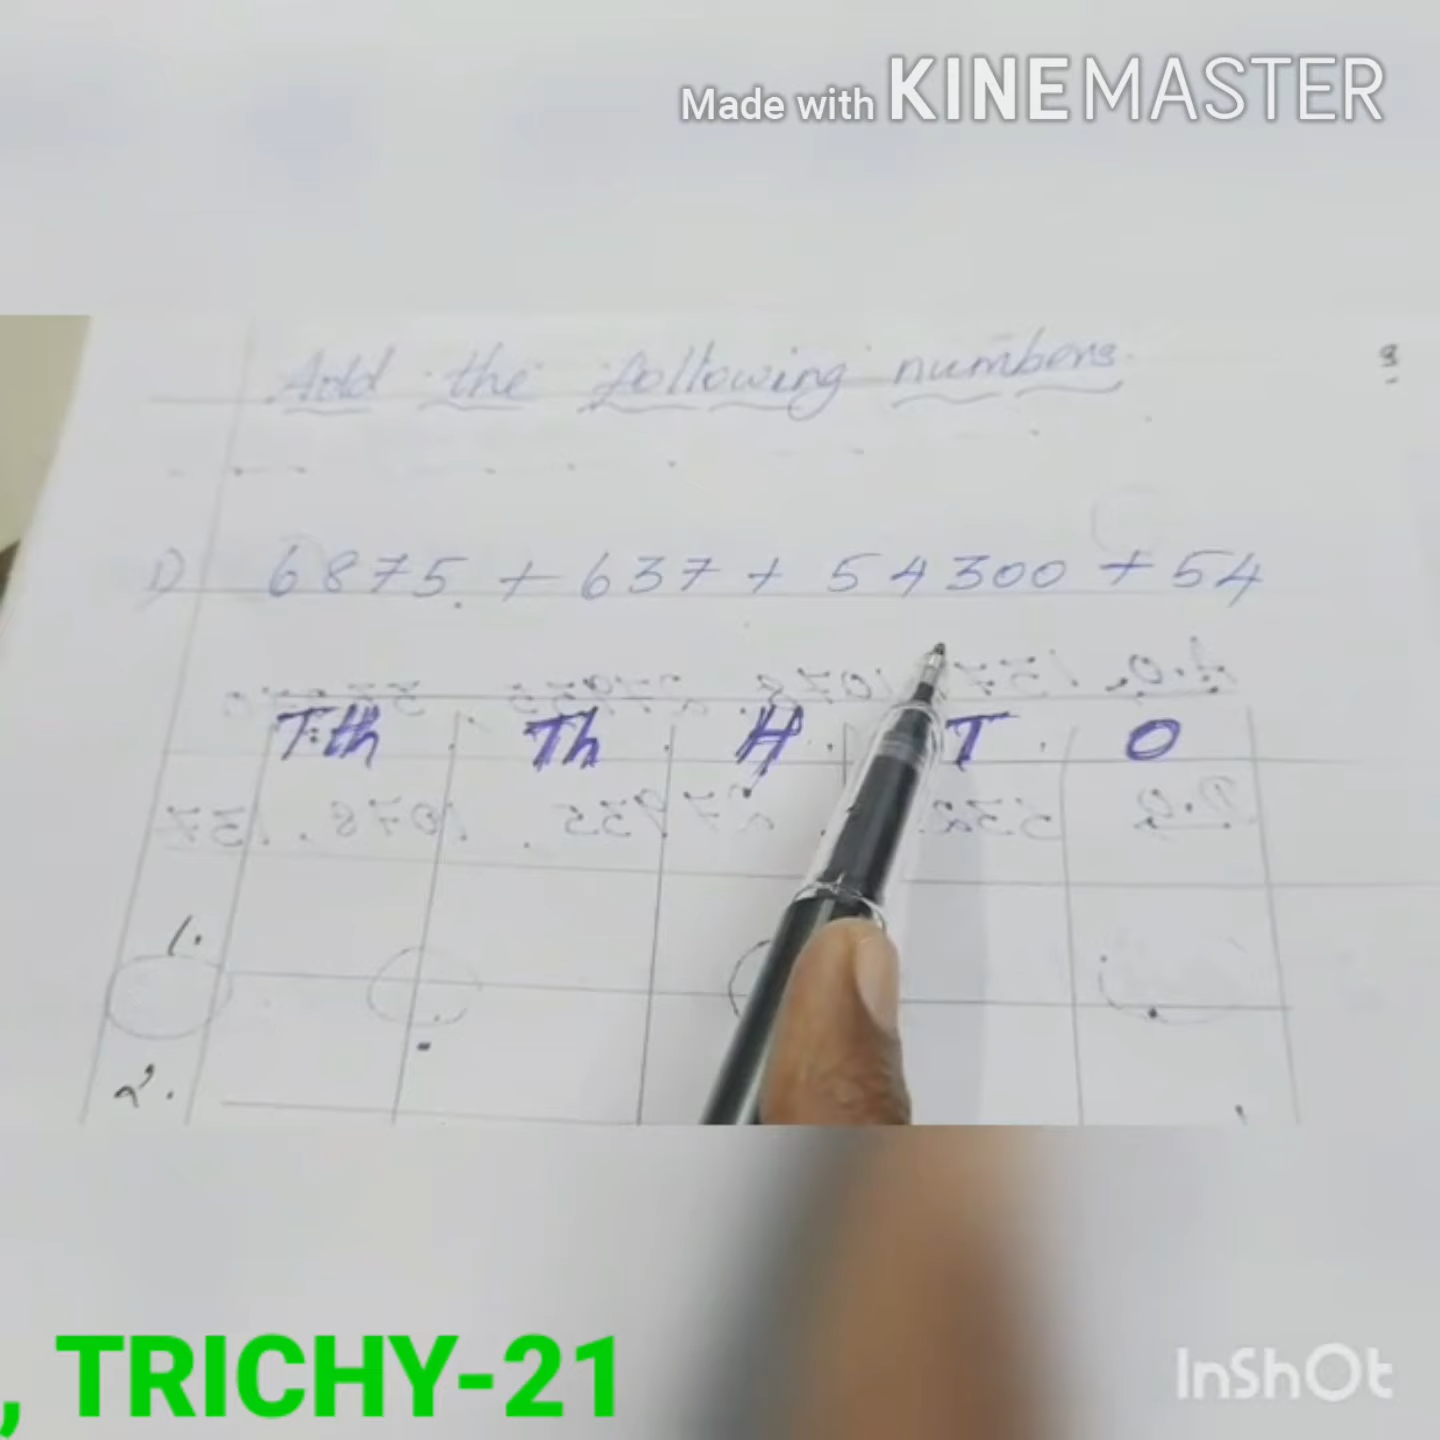 Made with KINEMASTER
Add the following numbers.
1) 6875 + 637 + 54300 + 54
T.th Th H T O
1.
2.
, TRICHY-21
InShOt